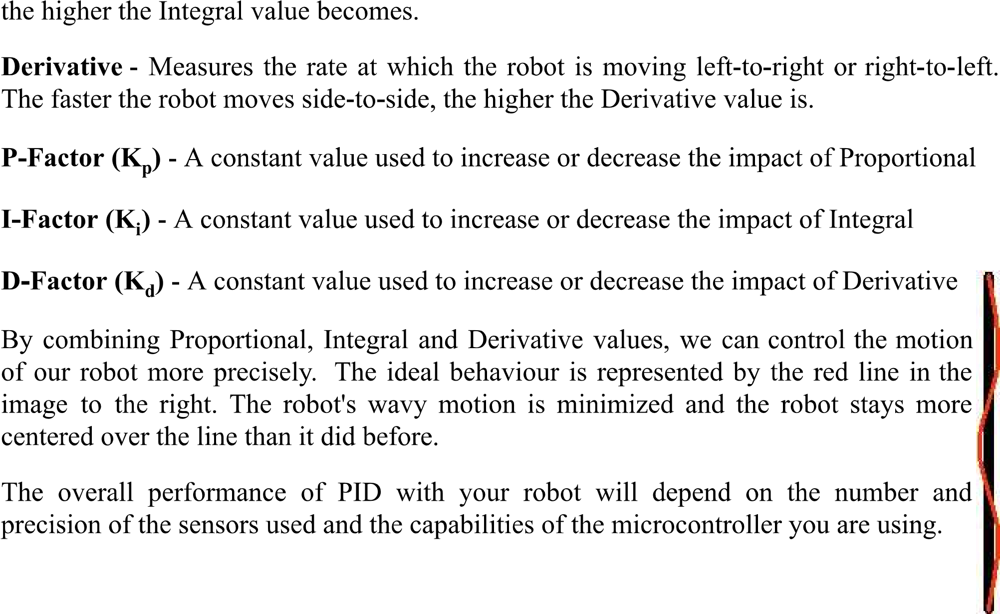 the higher the Integral value becomes.
Derivative - Measures the rate at which the robot is moving left-to-right or right-to-left.
The faster the robot moves side-to-side, the higher the Derivative value is.
P-Factor (Kp) - A constant value used to increase or decrease the impact of Proportional
I-Factor (Ki) - A constant value used to increase or decrease the impact of Integral
D-Factor (Kd) - A constant value used to increase or decrease the impact of Derivative
By combining Proportional, Integral and Derivative values, we can control the motion
of our robot more precisely. The ideal behaviour is represented by the red line in the
image to the right. The robot's wavy motion is minimized and the robot stays more
centered over the line than it did before.
The overall performance of PID with your robot will depend on the number and
precision of the sensors used and the capabilities of the microcontroller you are using.